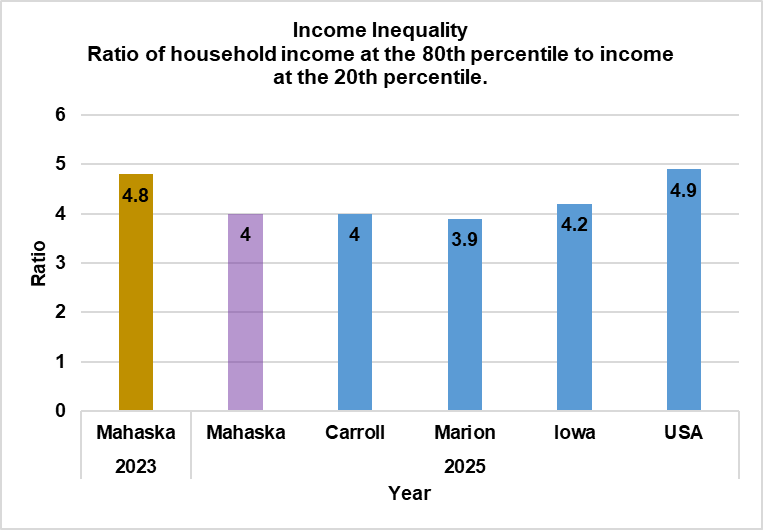 Income Inequality
Ratio of household income at the 80th percentile to income
at the 20th percentile.
6
5
4
3
2
1
0
Ratio
4.8
4
4
3.9
4.2
4.9
Mahaska Mahaska Carroll Marion Iowa USA
2023 2025
Year